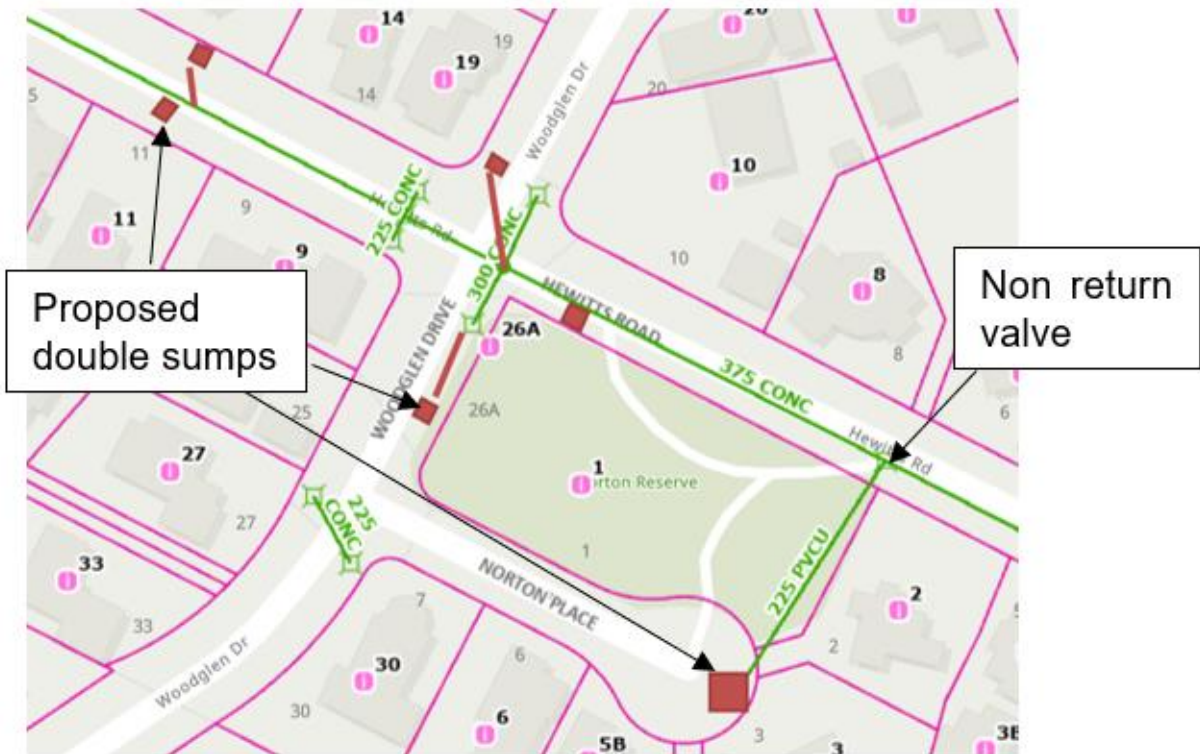 14
20
19
19
14
20
Woodglen Dr
5
11
10
225 CONC
Hewitts Rd
9
11
9
10
300 CONC
8
Non return
valve
Proposed
double sumps
HEWITTS ROAD
26A
WOODGLEN DRIVE
375 CONC
8
6
26A
25
Hewitts Rd
27
1
orton Reserve
27
225
CONC
1
225 PVCU
33
NORTON PLACE
2
7
33
2
Woodglen Dr
30
6
30
6
5B
3
3
3B